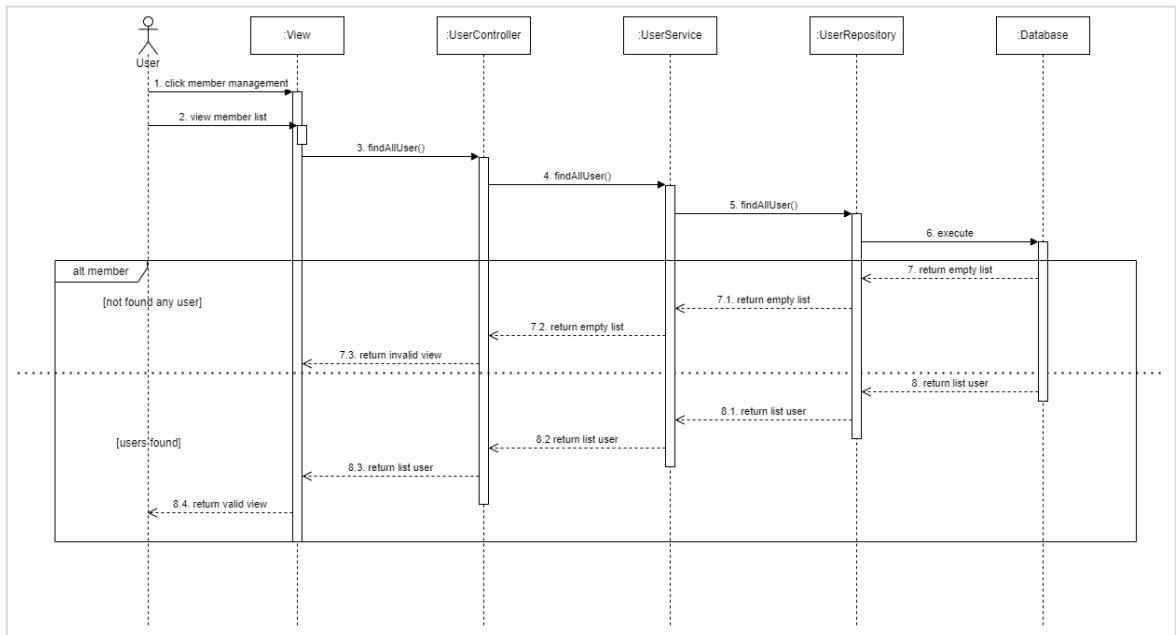 :View
:UserController
:UserService
:UserRepository
:Database
User
1. click member management
2. view member list
3. findAllUser()
4. findAllUser()
5. findAllUser()
6. execute
alt member
7. return empty list
[not found any user]
7.1. return empty list
7.2. return empty list
7.3. return invalid view
8. return list user
8.1. return list user
[users found]
8.2 return list user
8.3. return list user
8.4. return valid view